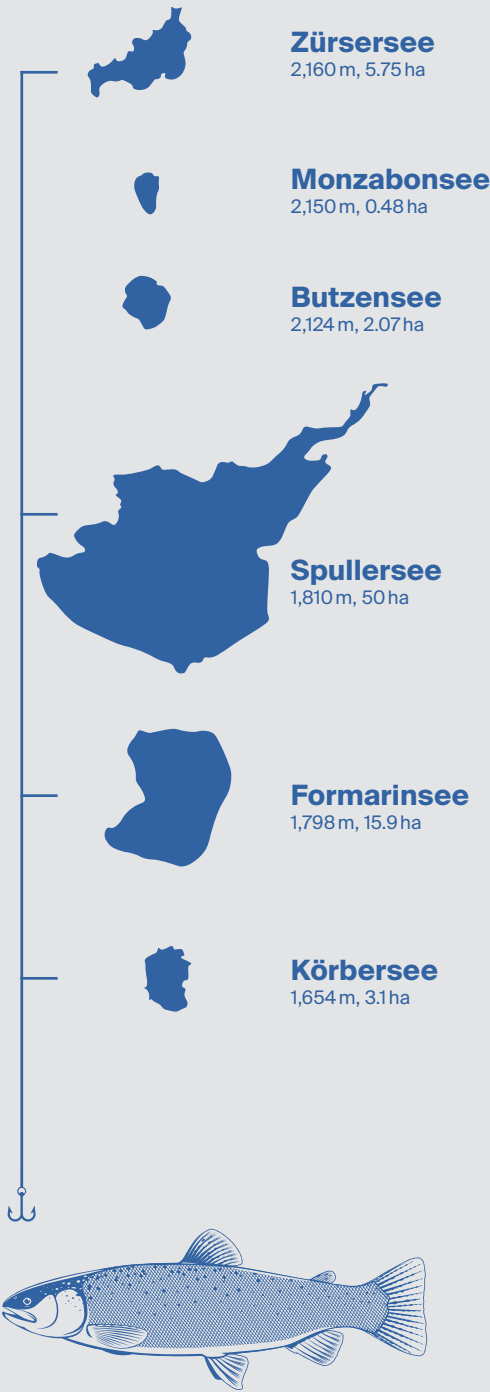 Zürsersee
2,160 m, 5.75 ha
Monzabonsee
2,150 m, 0.48 ha
Butzensee
2,124 m, 2.07 ha
Spullersee
1,810 m, 50 ha
Formarinsee
1,798 m, 15.9 ha
Körbersee
1,654 m, 3.1 ha